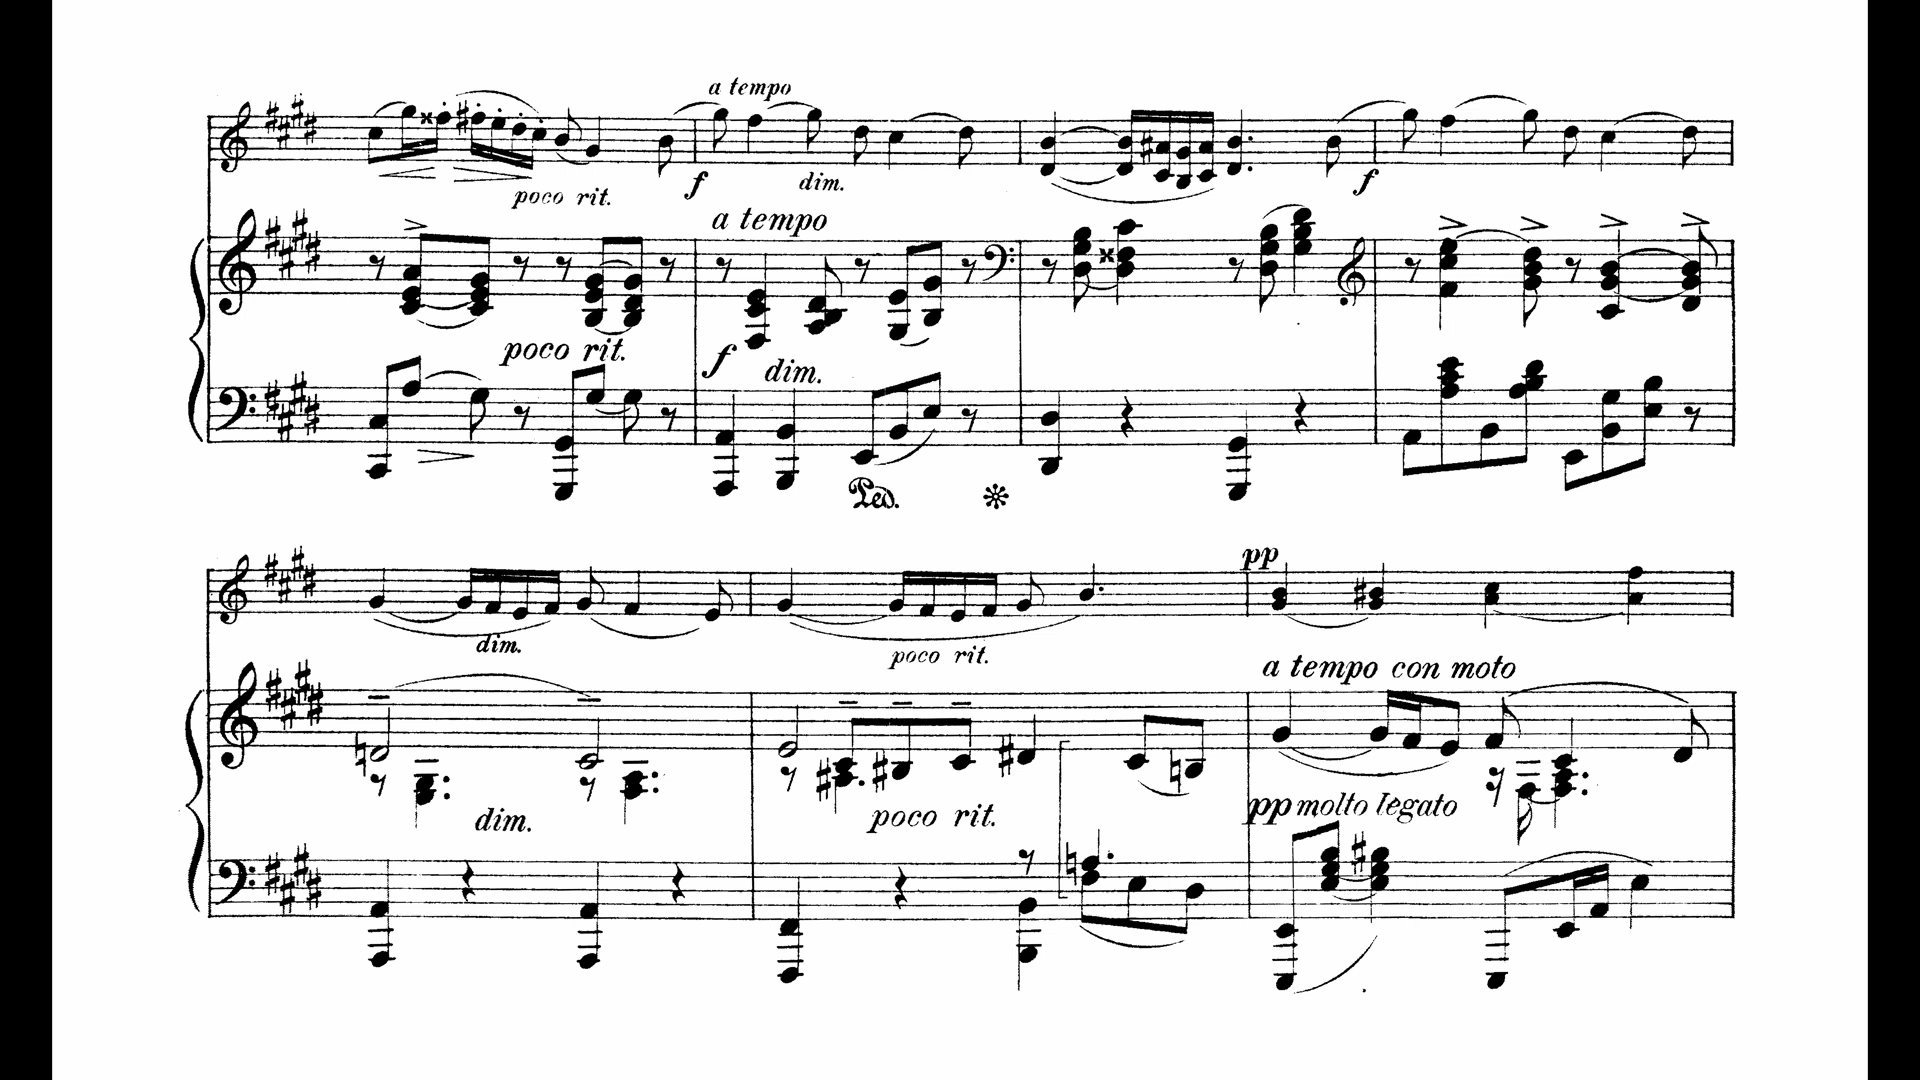 a tempo
f dim. f
poco rit.
a tempo
poco rit. f
dim.
Ped.
pp
dim.
poco rit.
a tempo con moto
dim. poco rit. pp molto legato